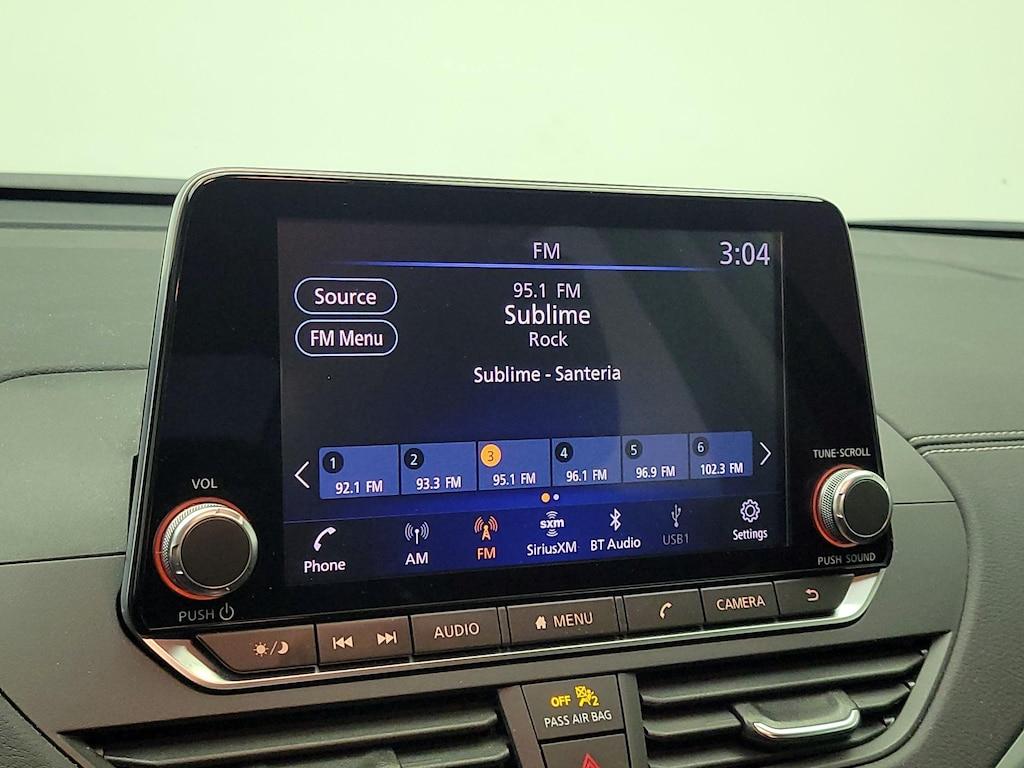 FM
3:04
Source
95.1 FM
Sublime
FM Menu
Rock
Sublime - Santeria
1
92.1 FM
2
93.3 FM
3
95.1 FM
4
96.1 FM
5
96.9 FM
6
102.3 FM
Phone
AM
FM
sxm
SiriusXM
BT Audio
USB1
Settings
VOL
PUSH
TUNE·SCROLL
PUSH SOUND
AUDIO
MENU
CAMERA
OFF
2
PASS AIR BAG